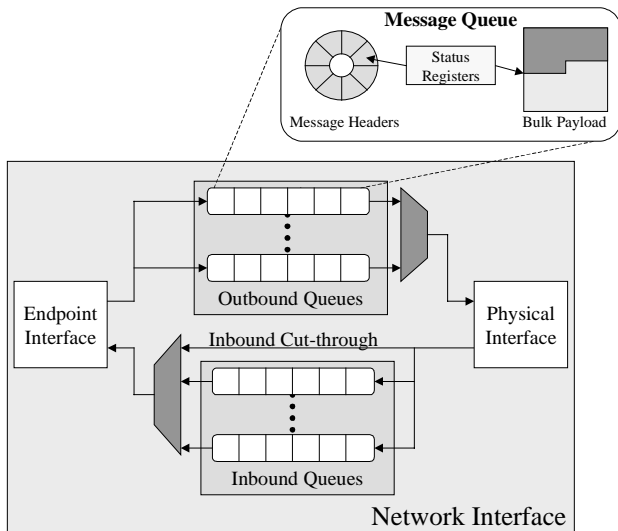 Message Queue
Status
Registers
Message Headers
Bulk Payload
Outbound Queues
Endpoint
Interface
Physical
Interface
Inbound Cut-through
Inbound Queues
Network Interface